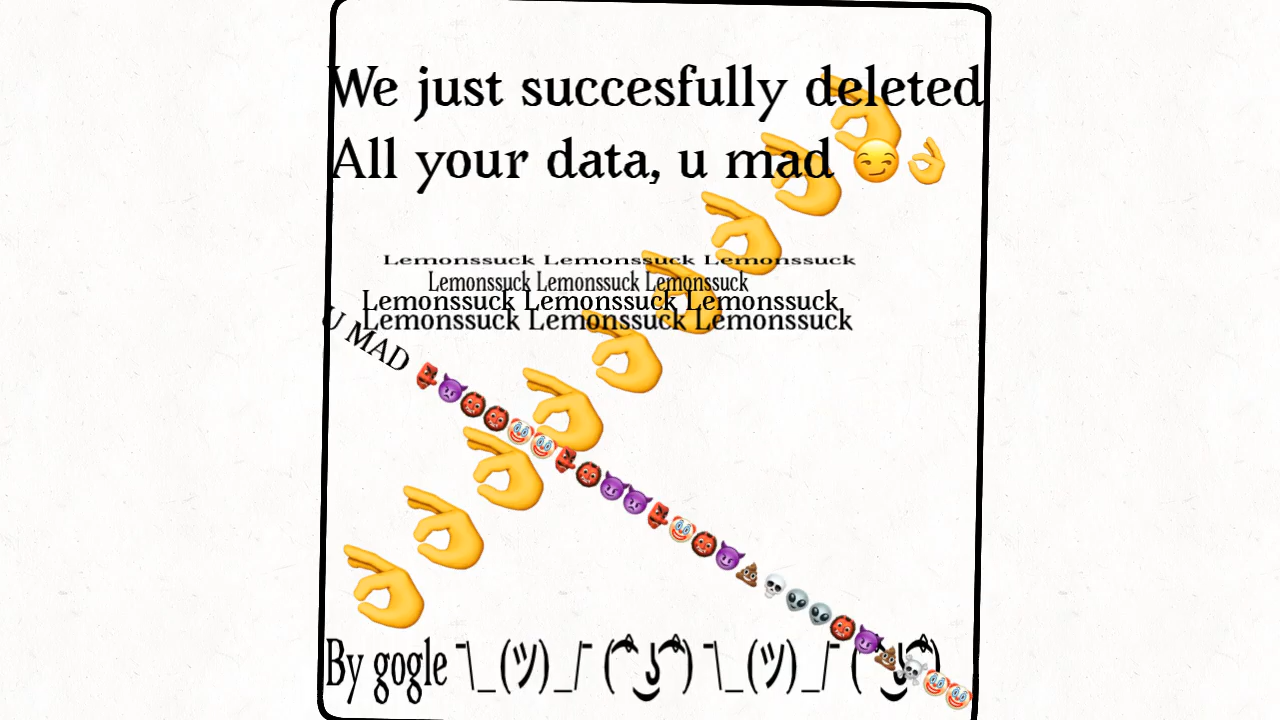 We just succesfully deleted
All your data, u mad 😏👌
Lemonssuck Lemonssuck Lemonssuck
Lemonssuck Lemonssuck Lemonssuck
Lemonssuck Lemonssuck Lemonssuck
Lemonssuck Lemonssuck Lemonssuck
U MAD 👺👿👹👹🤡🤡👺👹😈👿👺🤡👹😈💩💀👽👽👹👿💩☠️🤡🤡
By gogle ¯\_(ツ)_/¯ ( ͡° ͜ʖ ͡°) ¯\_(ツ)_/¯ ( ͡° ͜ʖ ͡°)